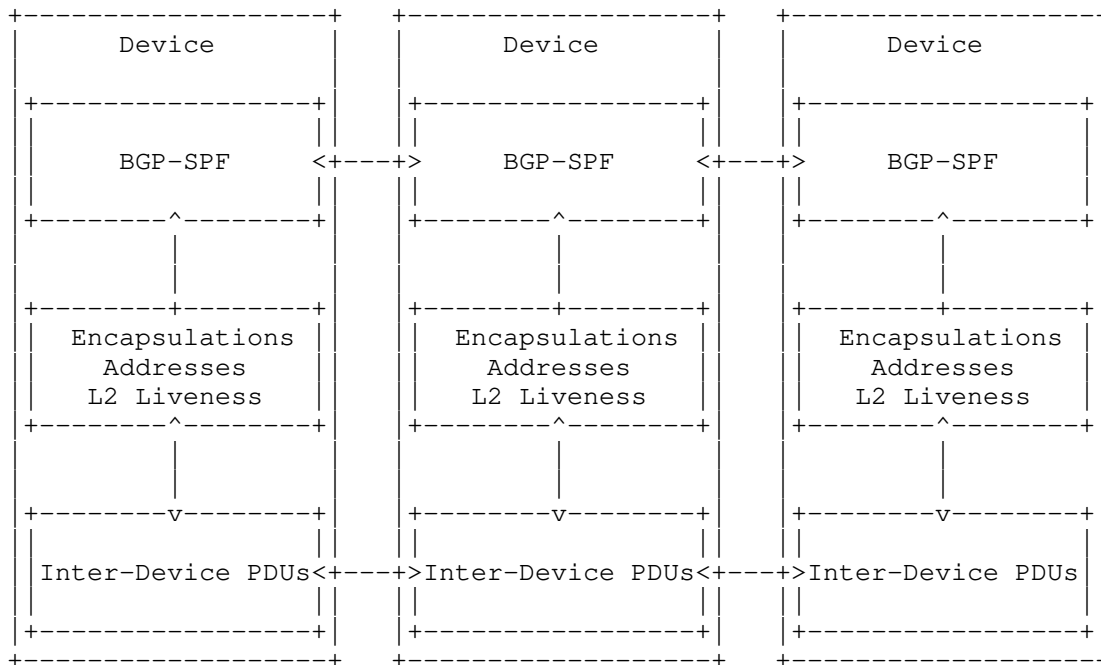 Device Device Device
BGP-SPF BGP-SPF BGP-SPF
Encapsulations Encapsulations Encapsulations
Addresses Addresses Addresses
L2 Liveness L2 Liveness L2 Liveness
Inter-Device PDUs Inter-Device PDUs Inter-Device PDUs